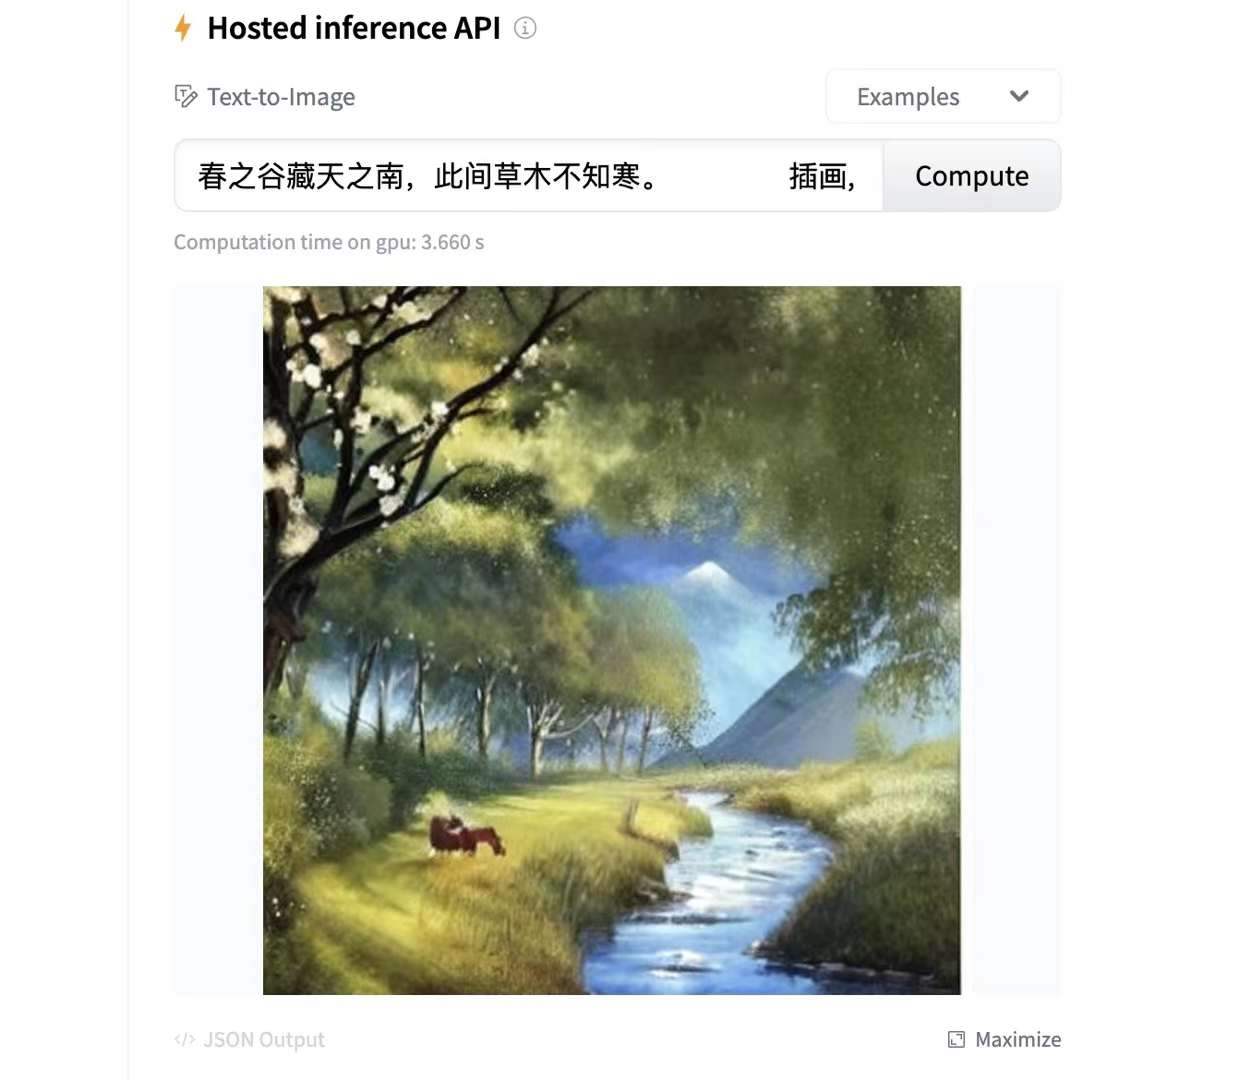 Hosted inference API
Text-to-Image
Examples
春之谷藏天之南，此间草木不知寒。 插画,
Compute
Computation time on gpu: 3.660 s
</> JSON Output
Maximize